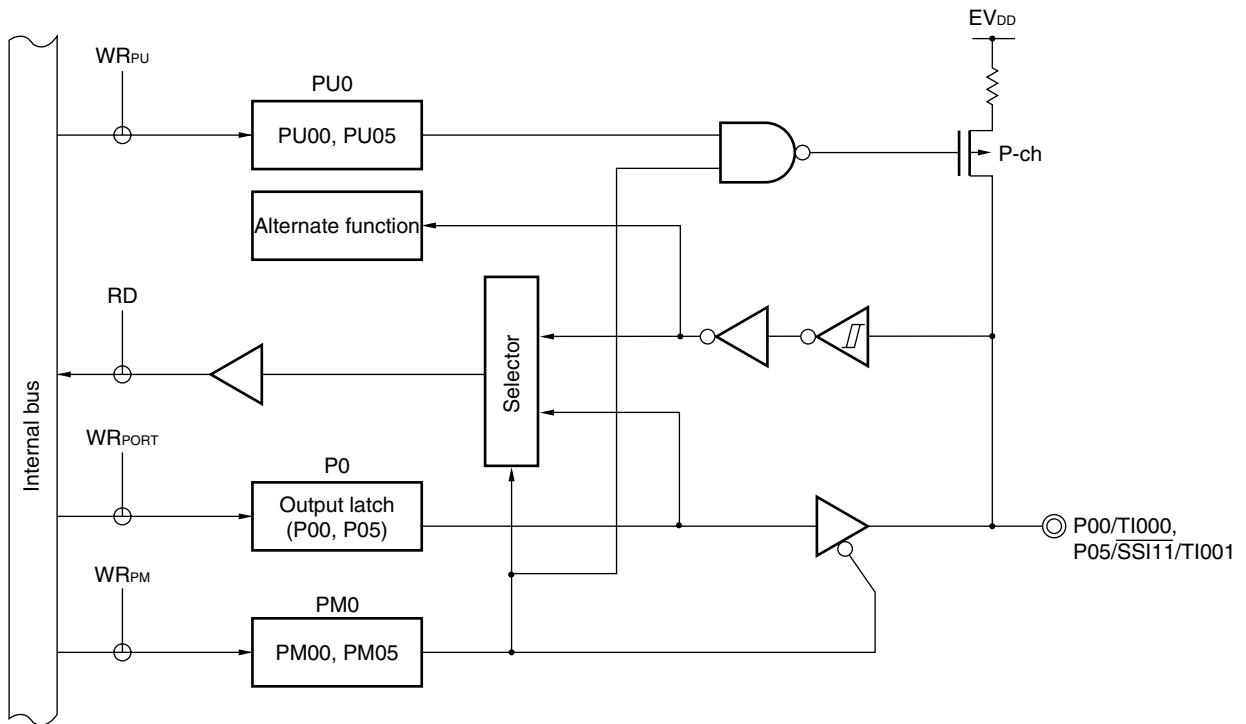 EVDD
WRPU
PU0
PU00, PU05
P-ch
Alternate function
RD
Selector
Internal bus
WRPORT
P0
Output latch
(P00, P05)
P00/TI000,
P05/SSI11/TI001
WRPM
PM0
PM00, PM05